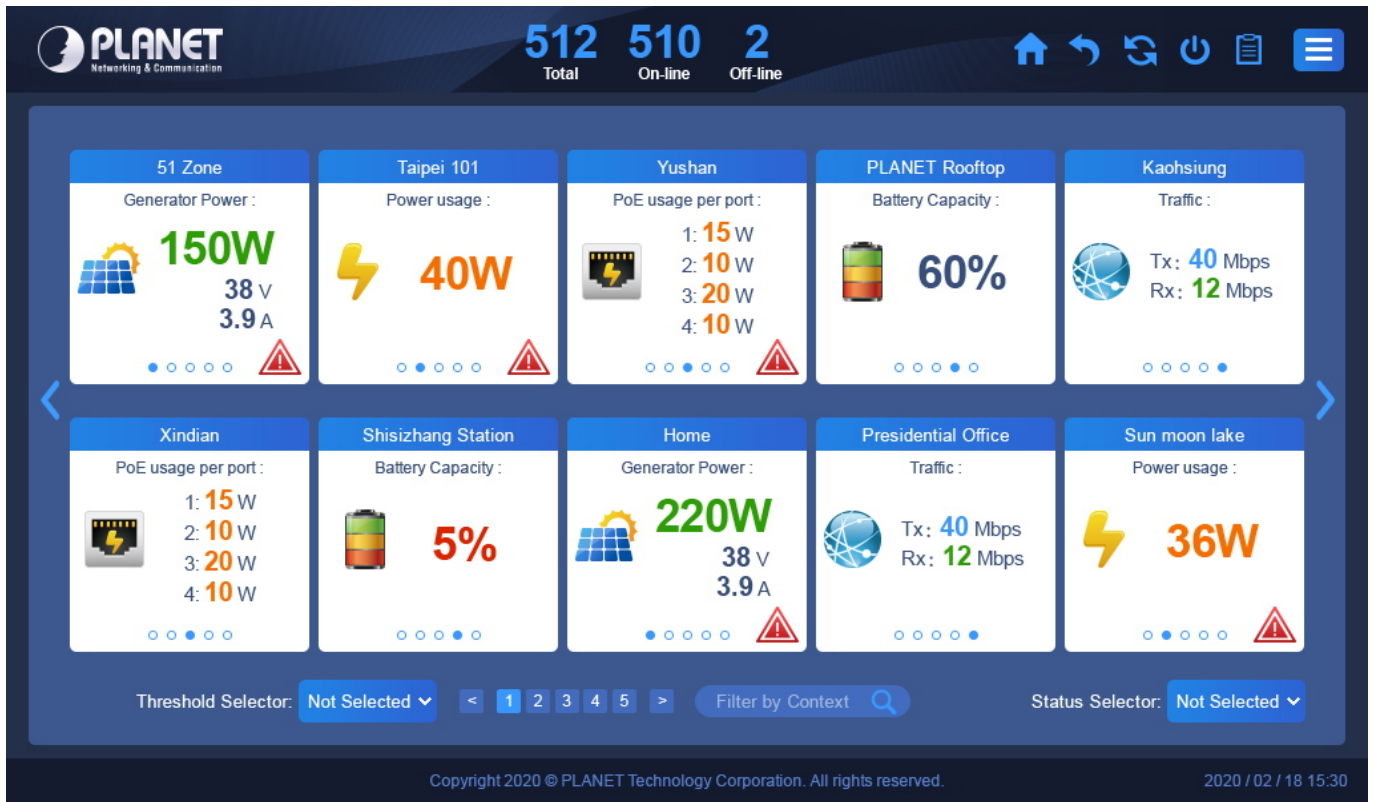 PLANET
Networking & Communication
512 510 2
Total On-line Off-line
51 Zone
Generator Power :
150W
38 V
3.9 A
Taipei 101
Power usage :
40W
Yushan
PoE usage per port :
1: 15 W
2: 10 W
3: 20 W
4: 10 W
PLANET Rooftop
Battery Capacity :
60%
Kaohsiung
Traffic :
Tx: 40 Mbps
Rx: 12 Mbps
Xindian
PoE usage per port :
1: 15 W
2: 10 W
3: 20 W
4: 10 W
Shisizhang Station
Battery Capacity :
5%
Home
Generator Power :
220W
38 V
3.9 A
Presidential Office
Traffic :
Tx: 40 Mbps
Rx: 12 Mbps
Sun moon lake
Power usage :
36W
Threshold Selector: Not Selected < 1 2 3 4 5 > Filter by Context Status Selector: Not Selected
Copyright 2020 © PLANET Technology Corporation. All rights reserved. 2020 / 02 / 18 15:30